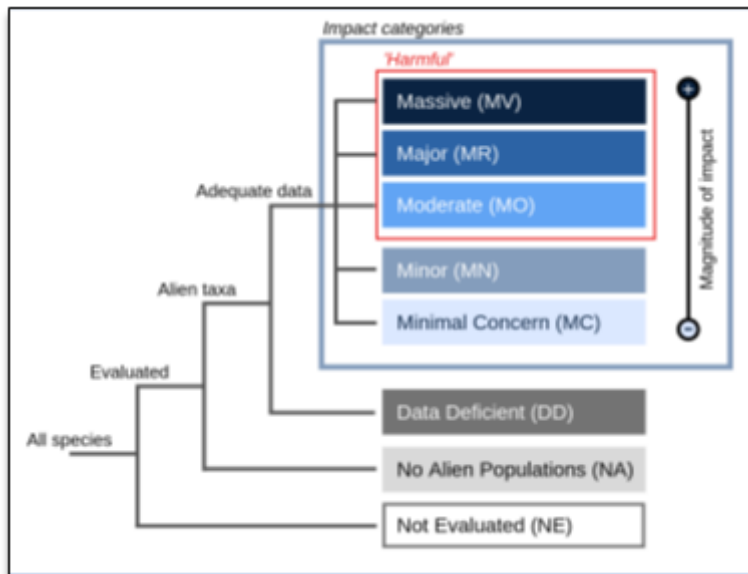 Impact categories
'Harmful'
Massive (MV)
Major (MR)
Adequate data
Moderate (MO)
Magnitude of impact
Minor (MN)
Alien taxa
Minimal Concern (MC)
Evaluated
Data Deficient (DD)
All species
No Alien Populations (NA)
Not Evaluated (NE)
+
-